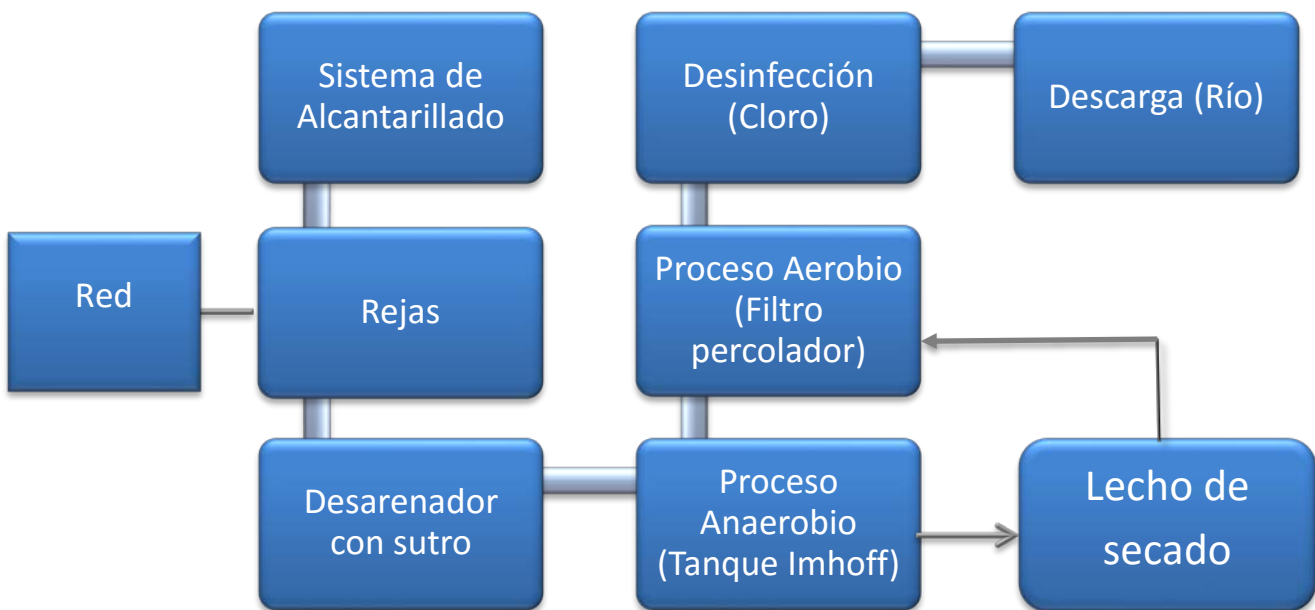 Sistema de
Alcantarillado
Desinfección
(Cloro)
Descarga (Río)
Red
Rejas
Proceso Aerobio
(Filtro
percolador)
Desarenador
con sutro
Proceso
Anaerobio
(Tanque Imhoff)
Lecho de
secado